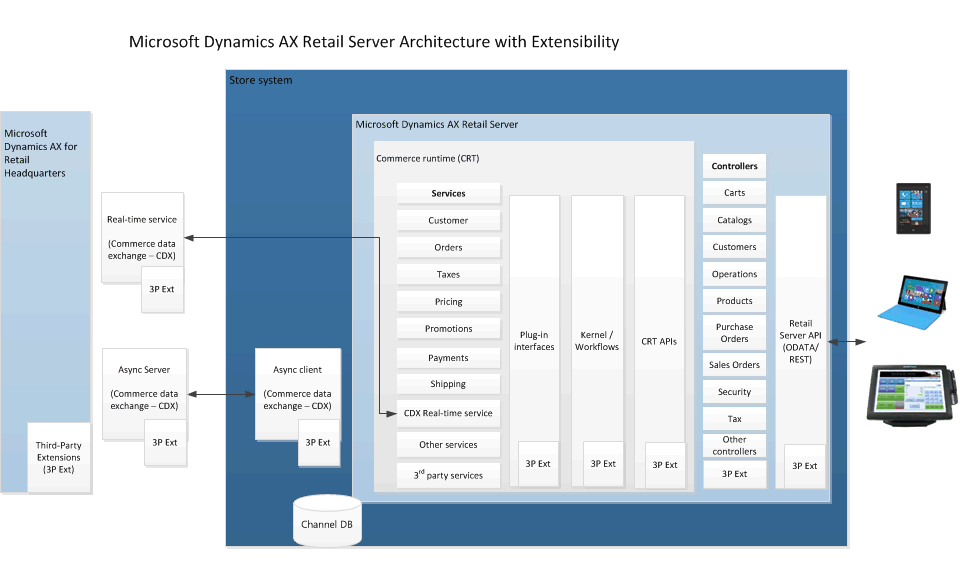 Microsoft Dynamics AX Retail Server Architecture with Extensibility
Store system
Microsoft
Dynamics AX for
Retail
Headquarters
Third-Party
Extensions
(3P Ext)
Real-time service
(Commerce data
exchange – CDX)
3P Ext
Async Server
(Commerce data
exchange – CDX)
3P Ext
Async client
(Commerce data
exchange – CDX)
3P Ext
Channel DB
Microsoft Dynamics AX Retail Server
Commerce runtime (CRT)
Services
Customer
Orders
Taxes
Pricing
Promotions
Payments
Shipping
CDX Real-time service
Other services
3rd party services
Plug-in
interfaces
3P Ext
Kernel /
Workflows
3P Ext
CRT APIs
3P Ext
Controllers
Carts
Catalogs
Customers
Operations
Products
Purchase
Orders
Sales Orders
Security
Tax
Other
controllers
3P Ext
Retail
Server API
(ODATA/
REST)
3P Ext